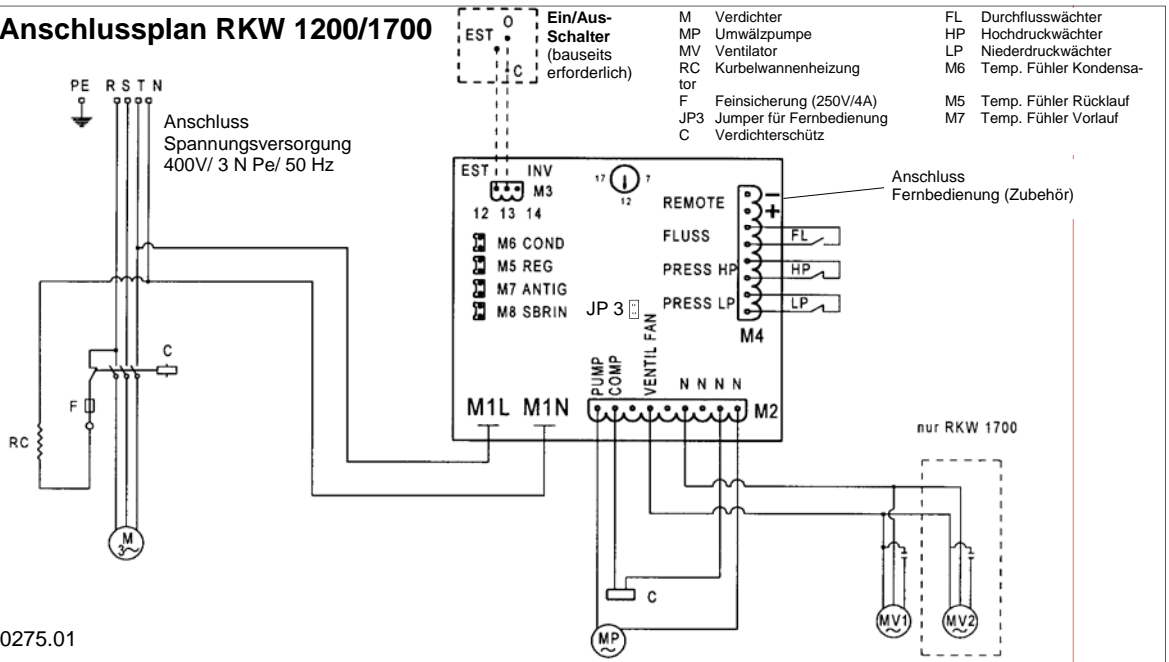 Anschlussplan RKW 1200/1700
EST
O
C
Ein/Aus-
Schalter
(bauseits
erforderlich)
M Verdichter
MP Umwälzpumpe
MV Ventilator
RC Kurbelwannenheizung
tor
F Feinsicherung (250V/4A)
JP3 Jumper für Fernbedienung
C Verdichterschütz
FL Durchflusswächter
HP Hochdruckwächter
LP Niederdruckwächter
M6 Temp. Fühler Kondensa-
M5 Temp. Fühler Rücklauf
M7 Temp. Fühler Vorlauf
PE R S T N
Anschluss
Spannungsversorgung
400V/ 3 N Pe/ 50 Hz
EST INV
M3
12 13 14
17 7
12
REMOTE
- 
+
Anschluss
Fernbedienung (Zubehör)
M6 COND
M5 REG
M7 ANTIG
M8 SBRIN
FLUSS
FL
PRESS HP
HP
PRESS LP
LP
JP 3
M4
C
F
RC
M
3~
PUMP
COMP
VENTIL FAN
N N N N
M1L M1N
M2
nur RKW 1700
C
MP
~
MV1
~
MV2
~
0275.01